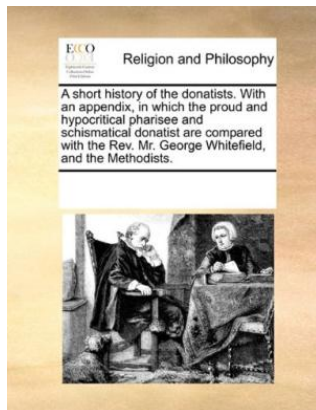 ECCO
Religion and Philosophy
A short history of the donatists. With
an appendix, in which the proud and
hypocritical pharisee and
schismatical donatist are compared
with the Rev. Mr. George Whitefield,
and the Methodists.